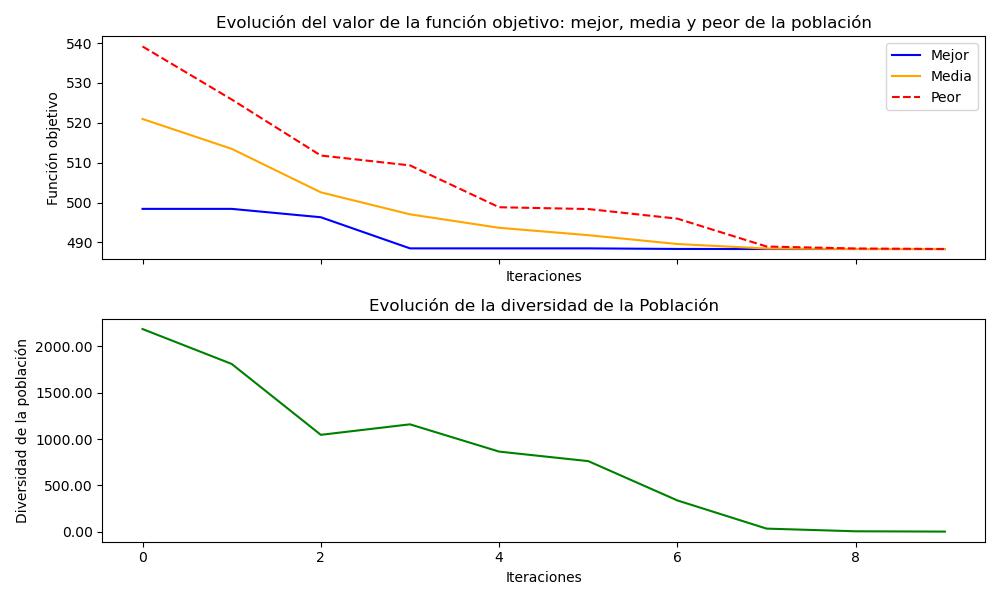 Evolución del valor de la función objetivo: mejor, media y peor de la población
540
530
520
510
500
490
Función objetivo
Mejor
Media
Peor
Iteraciones
Evolución de la diversidad de la Población
2000.00
1500.00
1000.00
500.00
0.00
Diversidad de la población
0 2 4 6 8
Iteraciones